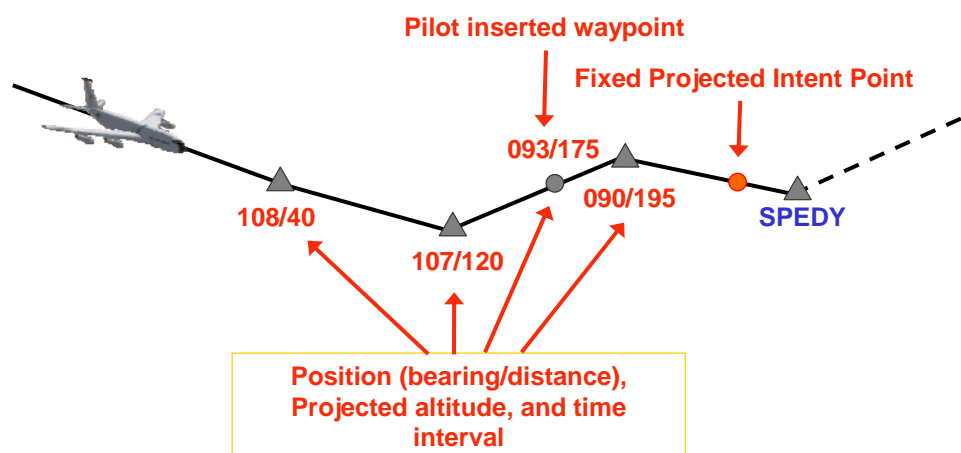 Pilot inserted waypoint
Fixed Projected Intent Point
093/175
108/40
107/120
090/195
SPEDY
Position (bearing/distance),
Projected altitude, and time
interval